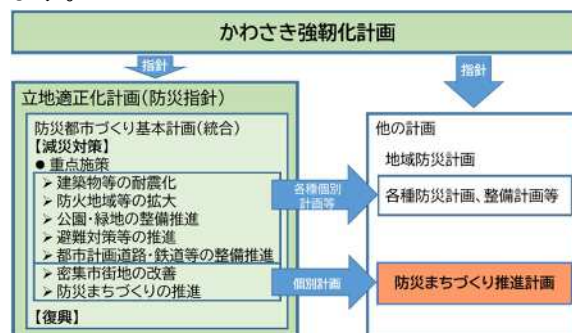 ます。
かわさき強靭化計画
指針
指針
立地適正化計画(防災指針)
防災都市づくり基本計画(統合)
【減災対策】
● 重点施策
➢ 建築物等の耐震化
➢ 防火地域等の拡大
➢ 公園・緑地の整備推進
➢ 避難対策等の推進
➢ 都市計画道路・鉄道等の整備推進
➢ 密集市街地の改善
➢ 防災まちづくりの推進
【復興】
各種個別
計画等
個別計画
他の計画
地域防災計画
各種防災計画、整備計画等
防災まちづくり推進計画